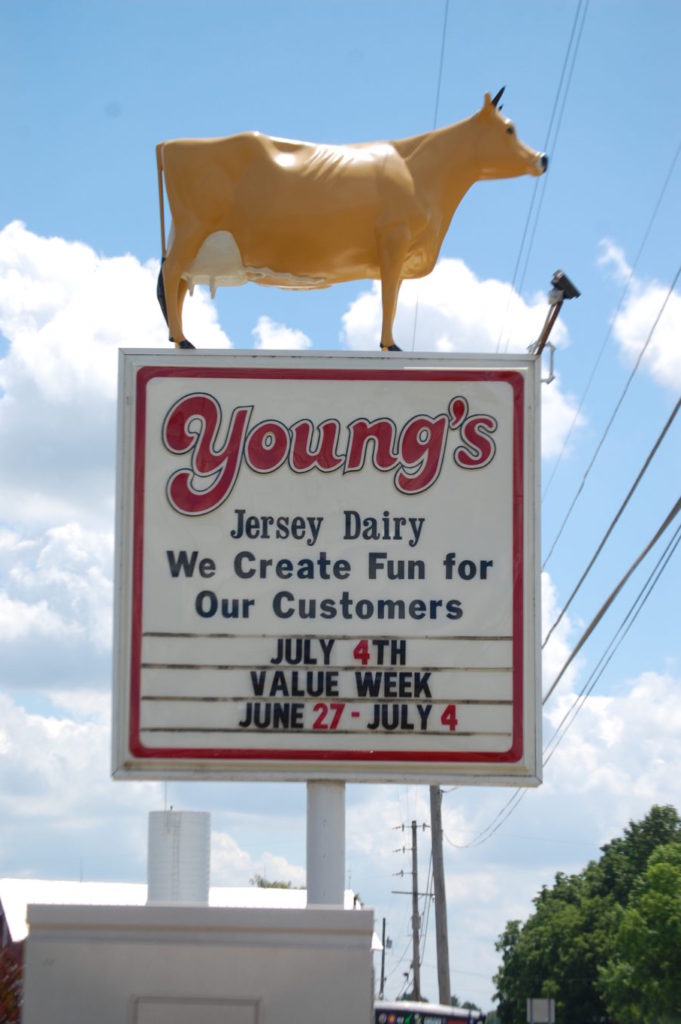 Young's
Jersey Dairy
We Create Fun for
Our Customers
JULY 4TH
VALUE WEEK
JUNE 27 - JULY 4